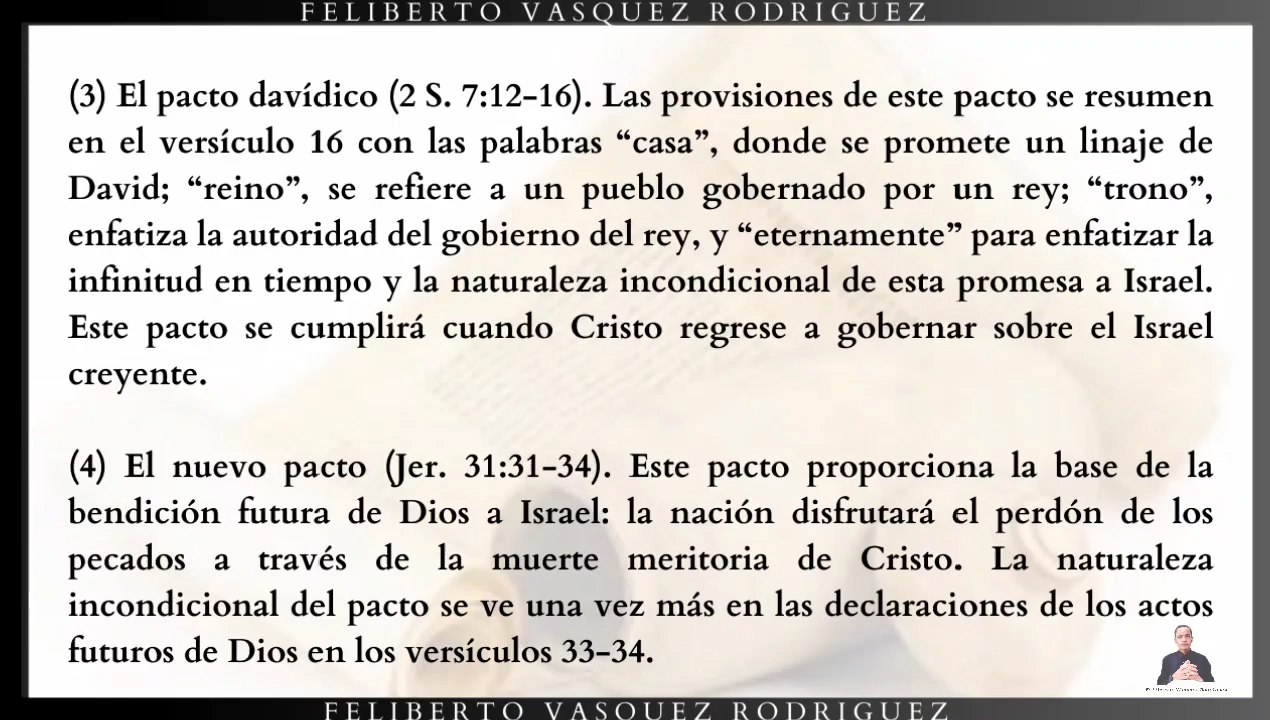 FELIBERTO VASQUEZ RODRIGUEZ
(3) El pacto davídico (2 S. 7:12-16). Las provisiones de este pacto se resumen
en el versículo 16 con las palabras “casa”, donde se promete un linaje de
David; “reino”, se refiere a un pueblo gobernado por un rey; “trono”,
enfatiza la autoridad del gobierno del rey, y “eternamente” para enfatizar la
infinitud en tiempo y la naturaleza incondicional de esta promesa a Israel.
Este pacto se cumplirá cuando Cristo regrese a gobernar sobre el Israel
creyente.
(4) El nuevo pacto (Jer. 31:31-34). Este pacto proporciona la base de la
bendición futura de Dios a Israel: la nación disfrutará el perdón de los
pecados a través de la muerte meritoria de Cristo. La naturaleza
incondicional del pacto se ve una vez más en las declaraciones de los actos
futuros de Dios en los versículos 33-34.
FELIBERTO VASQUEZ RODRIGUEZ